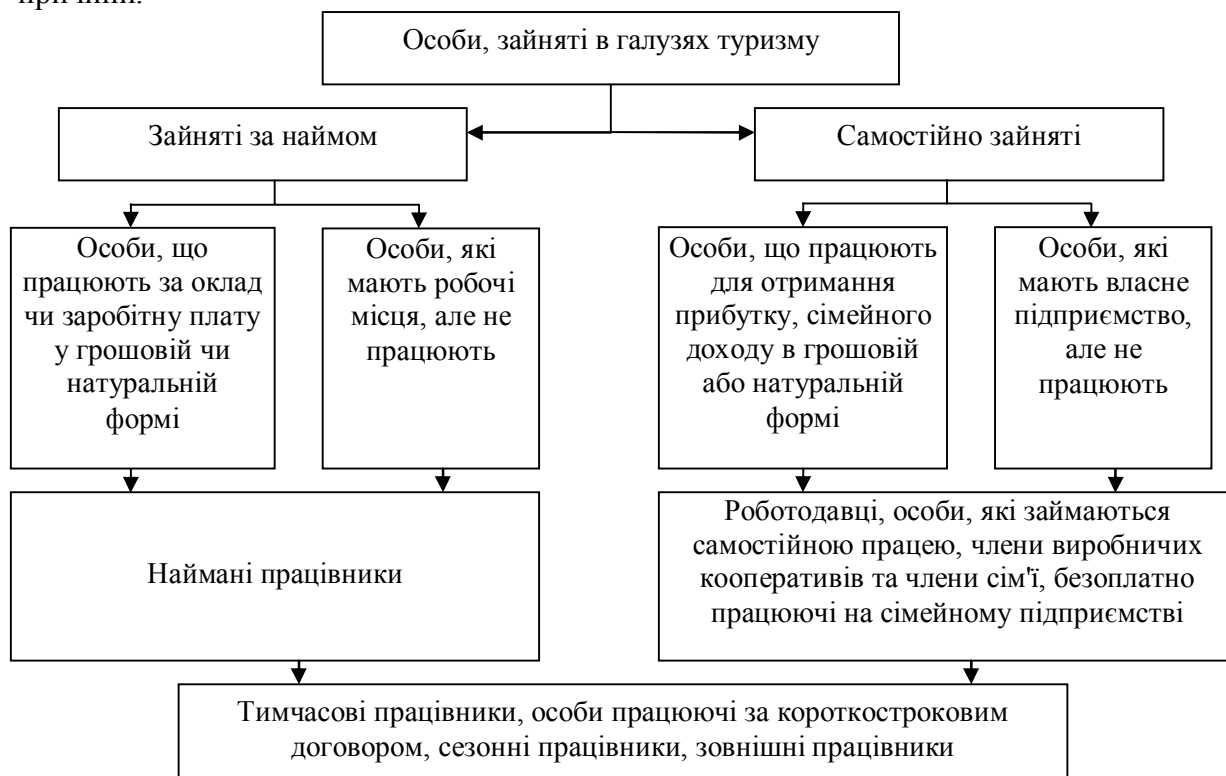 Особи, зайняті в галузях туризму
Зайняті за наймом
Самостійно зайняті
Особи, що
працюють за оклад
чи заробітну плату
у грошовій чи
натуральній
формі
Особи, які
мають робочі
місця, але не
працюють
Особи, що працюють
для отримання
прибутку, сімейного
доходу в грошовій
або натуральній
формі
Особи, які
мають власне
підприємство,
але не
працюють
Наймані працівники
Роботодавці, особи, які займаються
самостійною працею, члени виробничих
кооперативів та члени сім'ї, безоплатно
працюючі на сімейному підприємстві
Тимчасові працівники, особи працюючі за короткостроковим
договором, сезонні працівники, зовнішні працівники